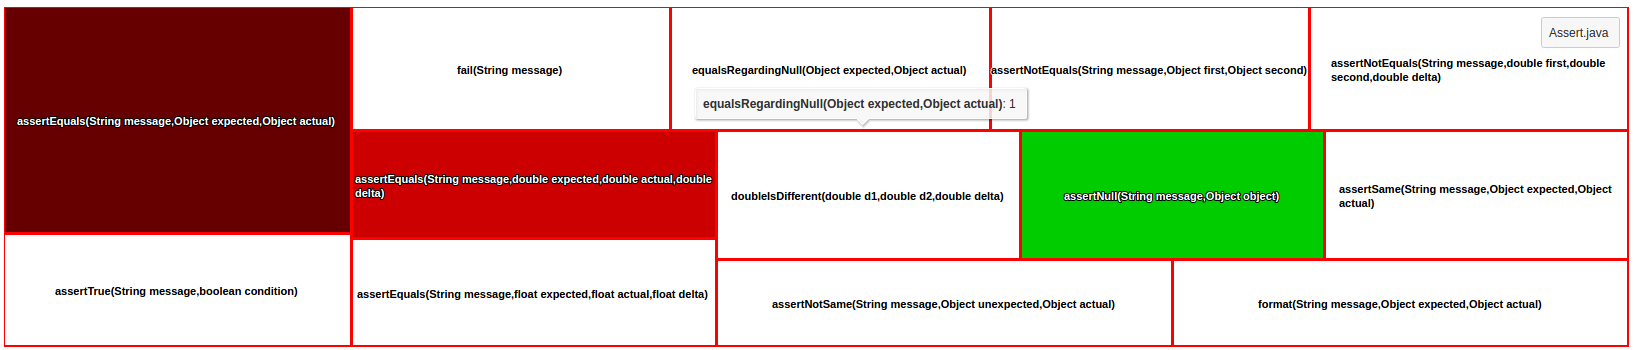 Assert.java
fail(String message)
equalsRegardingNull(Object expected,Object actual)
assertNotEquals(String message,Object first,Object second)
assertNotEquals(String message,double first,double
second,double delta)
equalsRegardingNull(Object expected,Object actual): 1
assertEquals(String message,Object expected,Object actual)
assertEquals(String message,double expected,double actual,double
delta)
doubleIsDifferent(double d1,double d2,double delta)
assertNull(String message,Object object)
assertSame(String message,Object expected,Object
actual)
assertTrue(String message,boolean condition)
assertEquals(String message,float expected,float actual,float delta)
assertNotSame(String message,Object unexpected,Object actual)
format(String message,Object expected,Object actual)